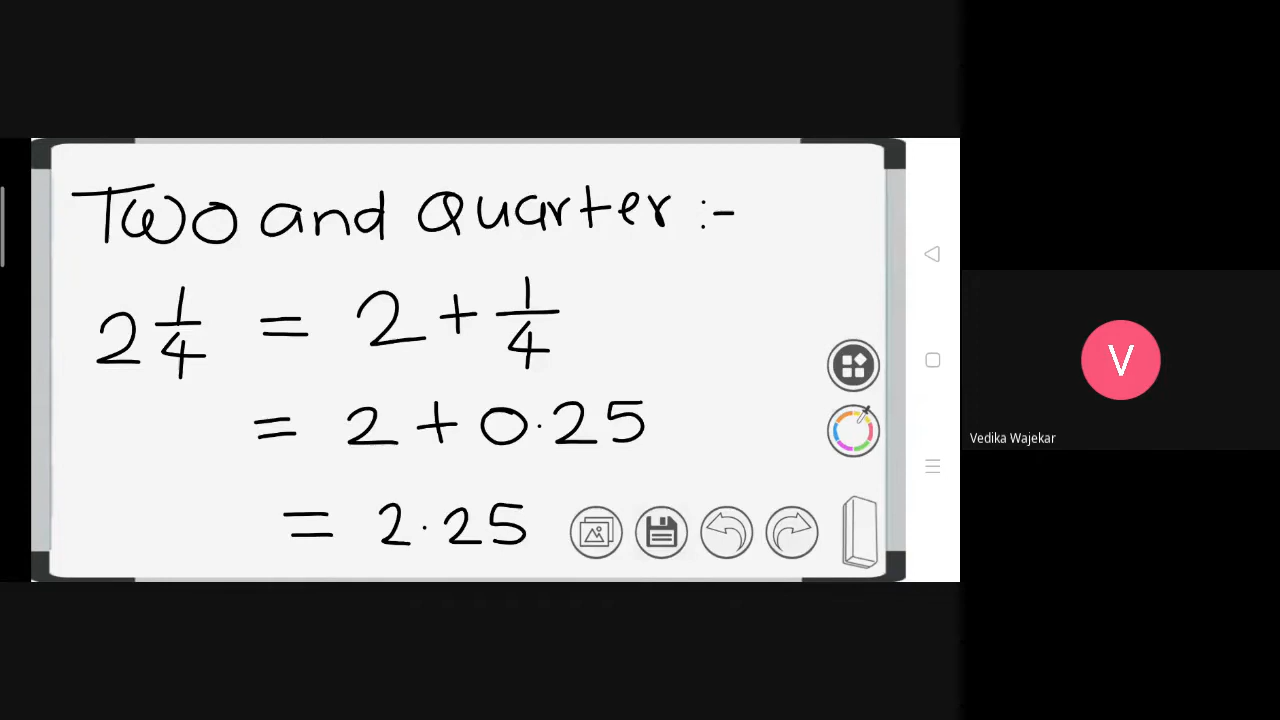 Two and Quarter :-
2 1/4 = 2 + 1/4
= 2 + 0.25
= 2.25
V
Vedika Wajekar